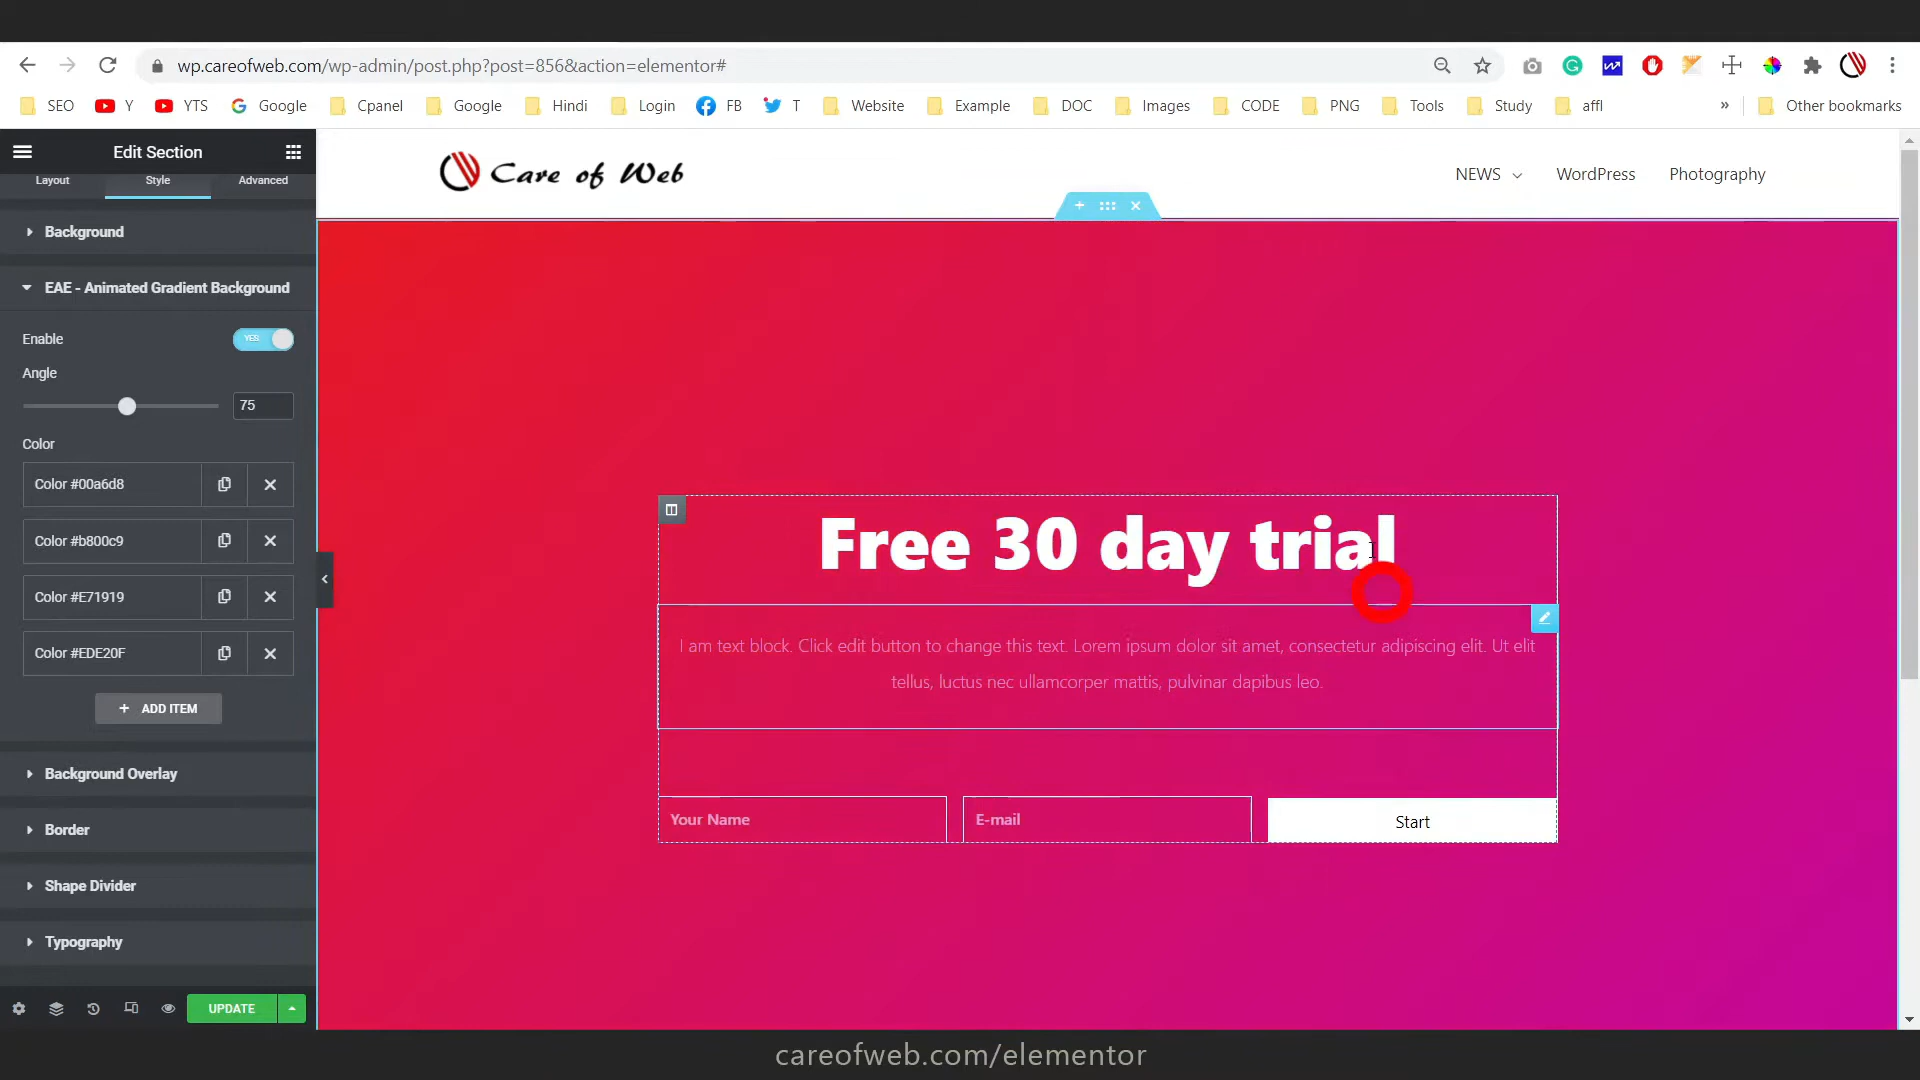 wp.careofweb.com/wp-admin/post.php?post=856&action=elementor#
SEO Y YTS Google Cpanel Google Hindi Login FB T Website Example DOC Images CODE PNG Tools Study affl » Other bookmarks
Edit Section
Layout Style Advanced
Background
EAE - Animated Gradient Background
Enable YES
Angle
75
Color
Color #00a6d8
Color #b800c9
Color #E71919
Color #EDE20F
+ ADD ITEM
Background Overlay
Border
Shape Divider
Typography
UPDATE
Care of Web
NEWS WordPress Photography
Free 30 day trial
I am text block. Click edit button to change this text. Lorem ipsum dolor sit amet, consectetur adipiscing elit. Ut elit
tellus, luctus nec ullamcorper mattis, pulvinar dapibus leo.
Your Name E-mail Start
careofweb.com/elementor